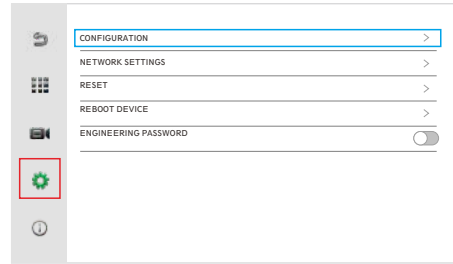 CONFIGURATION
NETWORK SETTINGS
RESET
REBOOT DEVICE
ENGINEERING PASSWORD